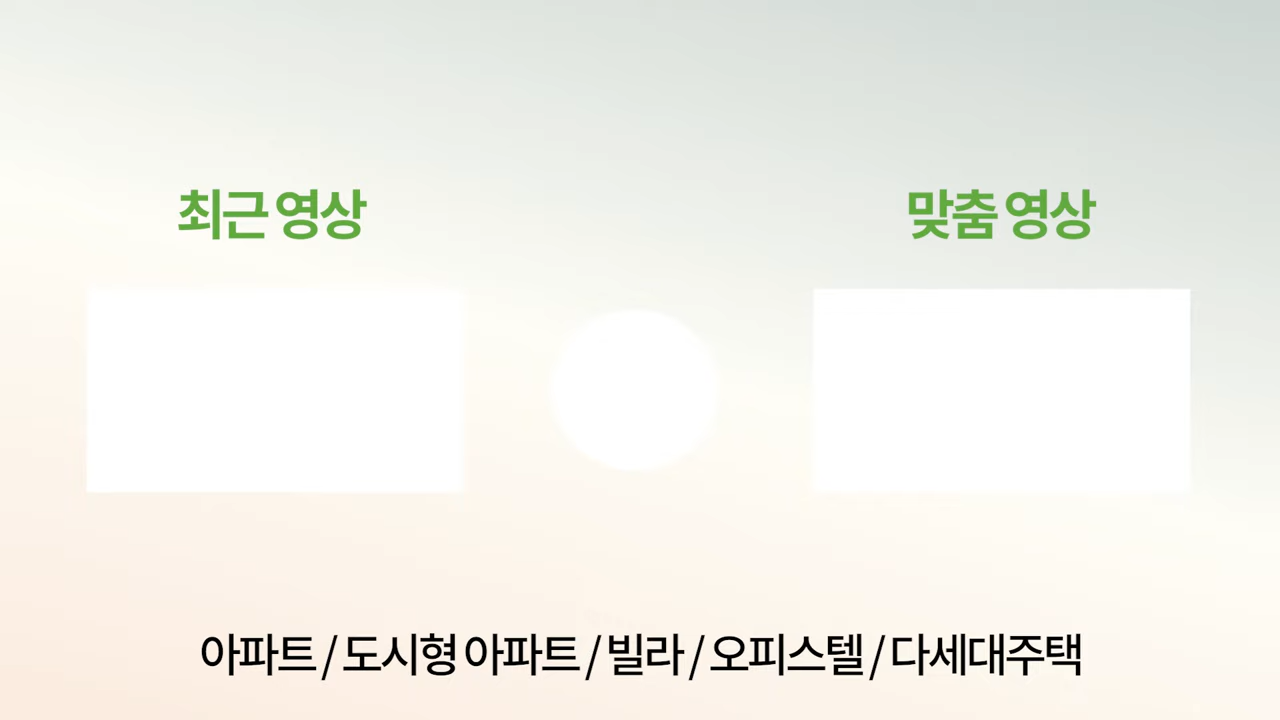 최근 영상
맞춤 영상
아파트 / 도시형 아파트 / 빌라 / 오피스텔 / 다세대주택